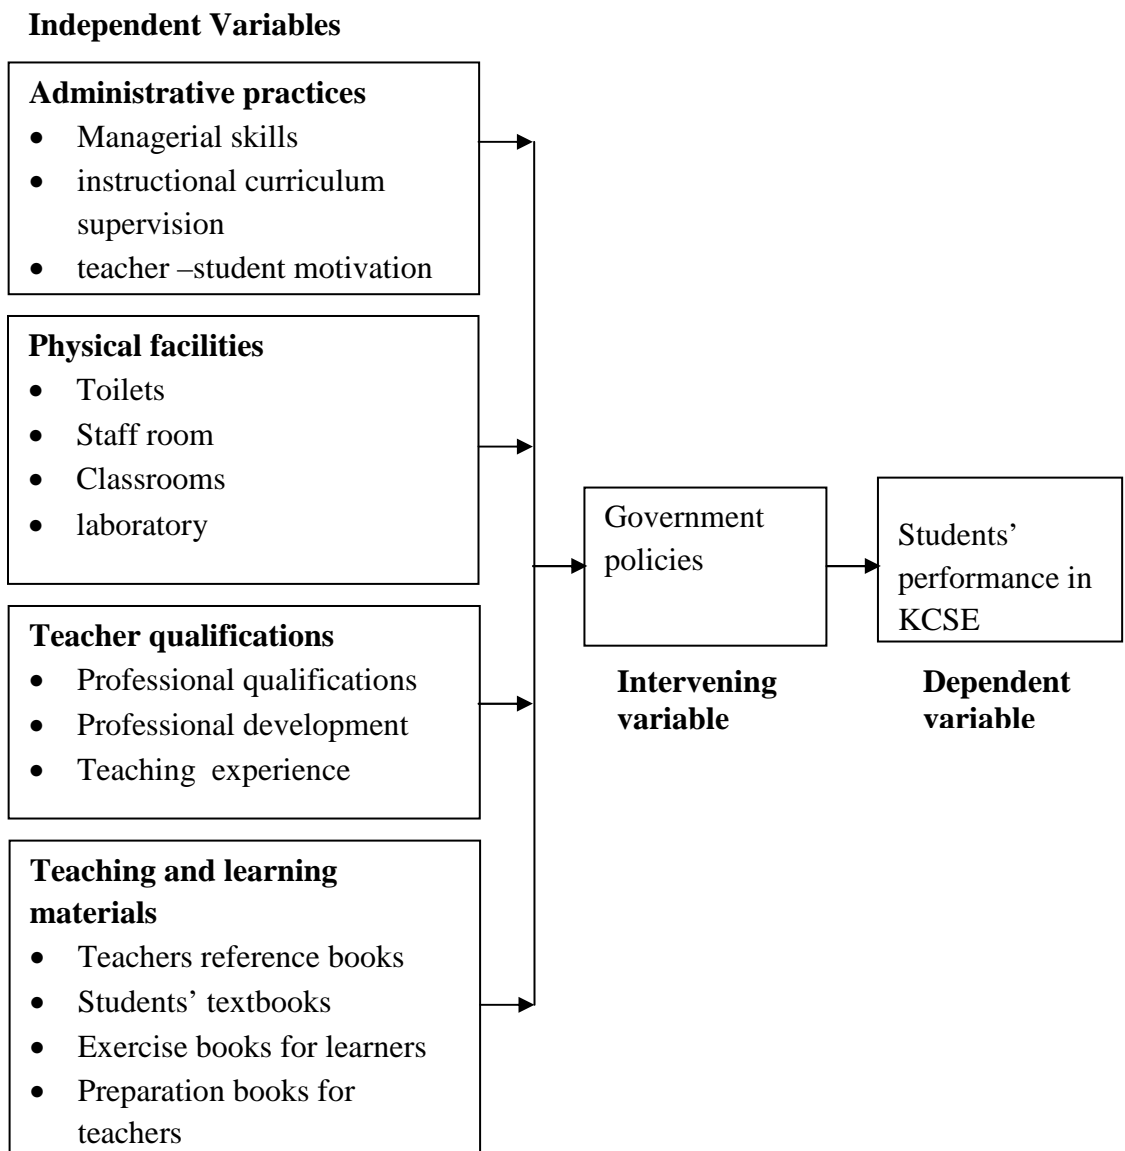 Independent Variables
Administrative practices
• Managerial skills
• instructional curriculum
supervision
• teacher –student motivation
Physical facilities
• Toilets
• Staff room
• Classrooms
• laboratory
Teacher qualifications
• Professional qualifications
• Professional development
• Teaching experience
Teaching and learning
materials
• Teachers reference books
• Students’ textbooks
• Exercise books for learners
• Preparation books for
teachers
Government
policies
Intervening
variable
Students’
performance in
KCSE
Dependent
variable